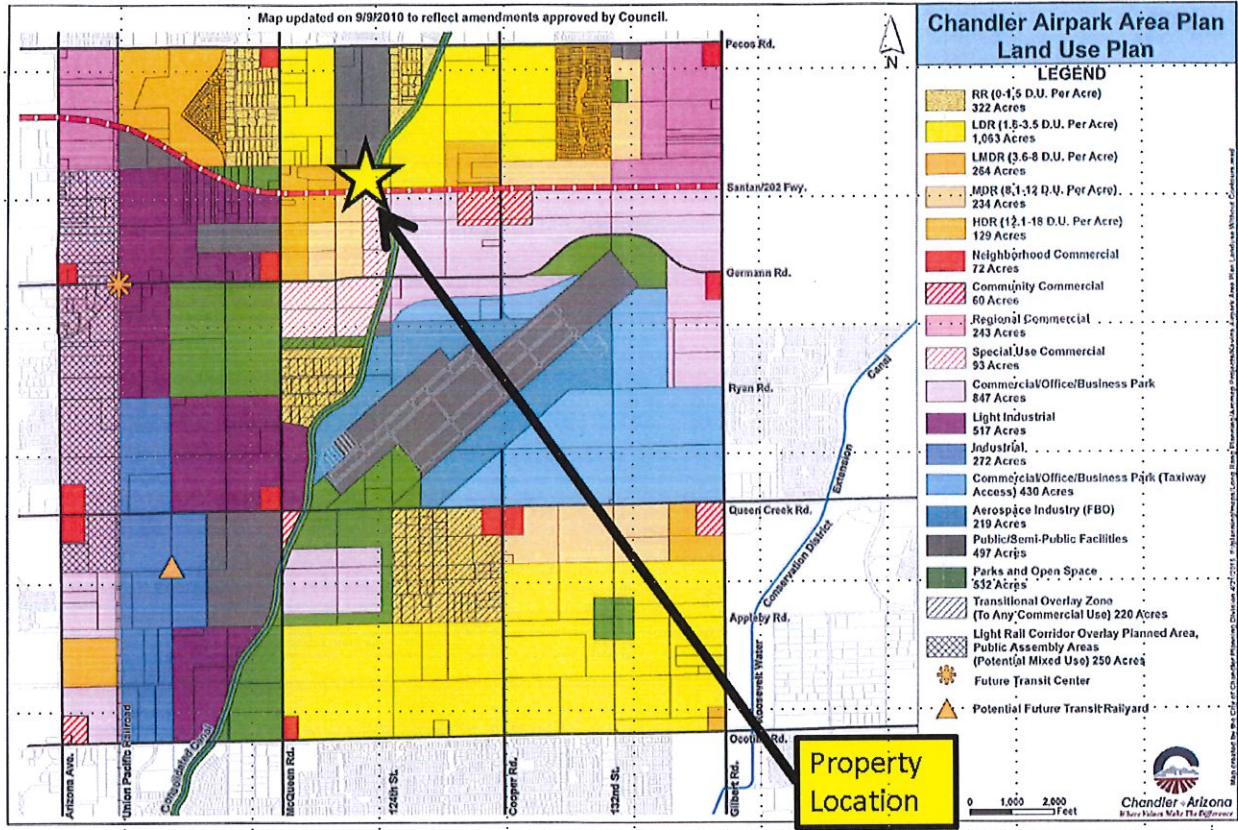 Map updated on 9/9/2010 to reflect amendments approved by Council.
Chandler Airpark Area Plan
Land Use Plan
N
LEGEND
RR (0-1.5 D.U. Per Acre)
322 Acres
LDR (1.5-3.5 D.U. Per Acre)
1,063 Acres
LMDR (3.6-8 D.U. Per Acre)
264 Acres
MDR (8.1-12 D.U. Per Acre)
234 Acres
HDR (12.1-18 D.U. Per Acre)
129 Acres
Neighborhood Commercial
72 Acres
Community Commercial
60 Acres
Regional Commercial
243 Acres
Special Use Commercial
93 Acres
Commercial/Office/Business Park
847 Acres
Light Industrial
517 Acres
Industrial
272 Acres
Commercial/Office/Business Park (Taxiway
Access) 430 Acres
Aerospace Industry (FBO)
219 Acres
Public/Semi-Public Facilities
497 Acres
Parks and Open Space
532 Acres
Transitional Overlay Zone
(To Any Commercial Use) 220 Acres
Light Rail Corridor Overlay Planned Area,
Public Assembly Areas
(Potential Mixed Use) 250 Acres
Future Transit Center
Potential Future Transit Railyard
Pecos Rd.
Santan/202 Fwy.
Germann Rd.
Ryan Rd.
Queen Creek Rd.
Appleby Rd.
Ocotillo Rd.
Canal
Extension
Conservation District
Roosevelt Water
Arizona Ave.
Union Pacific Railroad
Consolidated Canal
McQueen Rd.
124th St.
Cooper Rd.
132nd St.
Gilbert Rd.
Property
Location
0 1,000 2,000
Feet
Chandler Arizona
Where Values Make The Difference